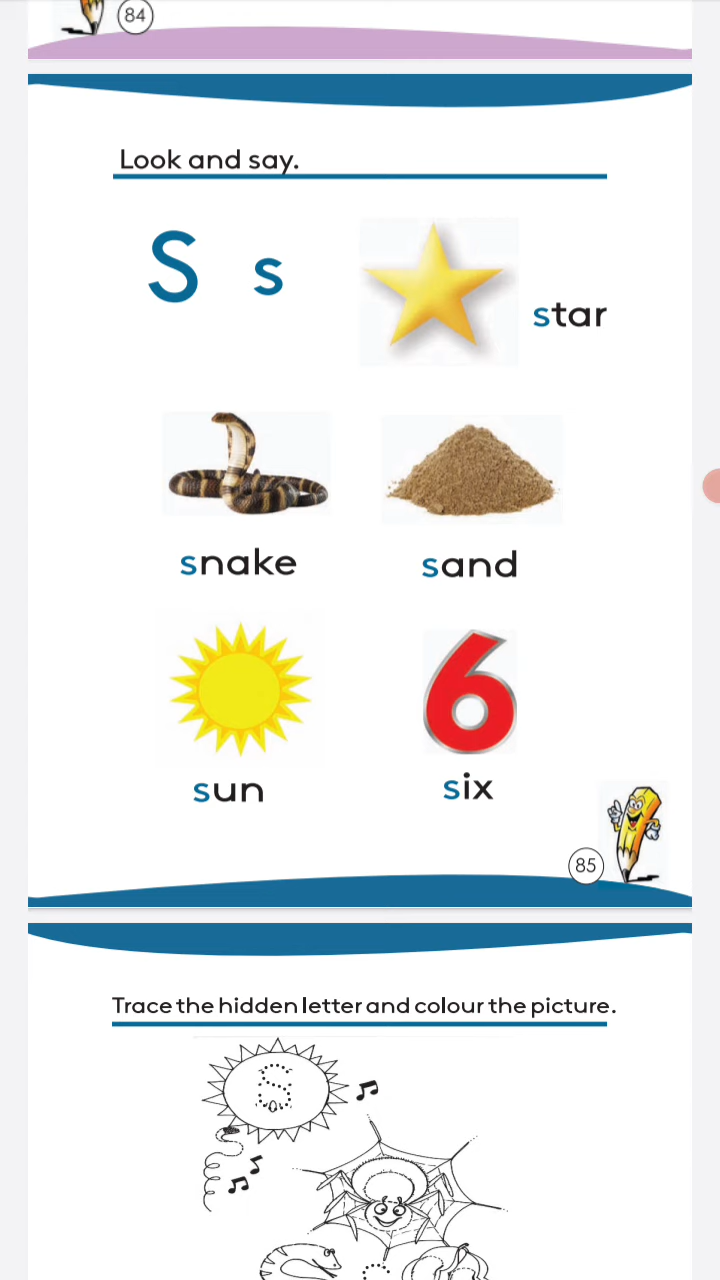 84
Look and say.
S s
star
snake
sand
sun
six
85
Trace the hidden letter and colour the picture.
S